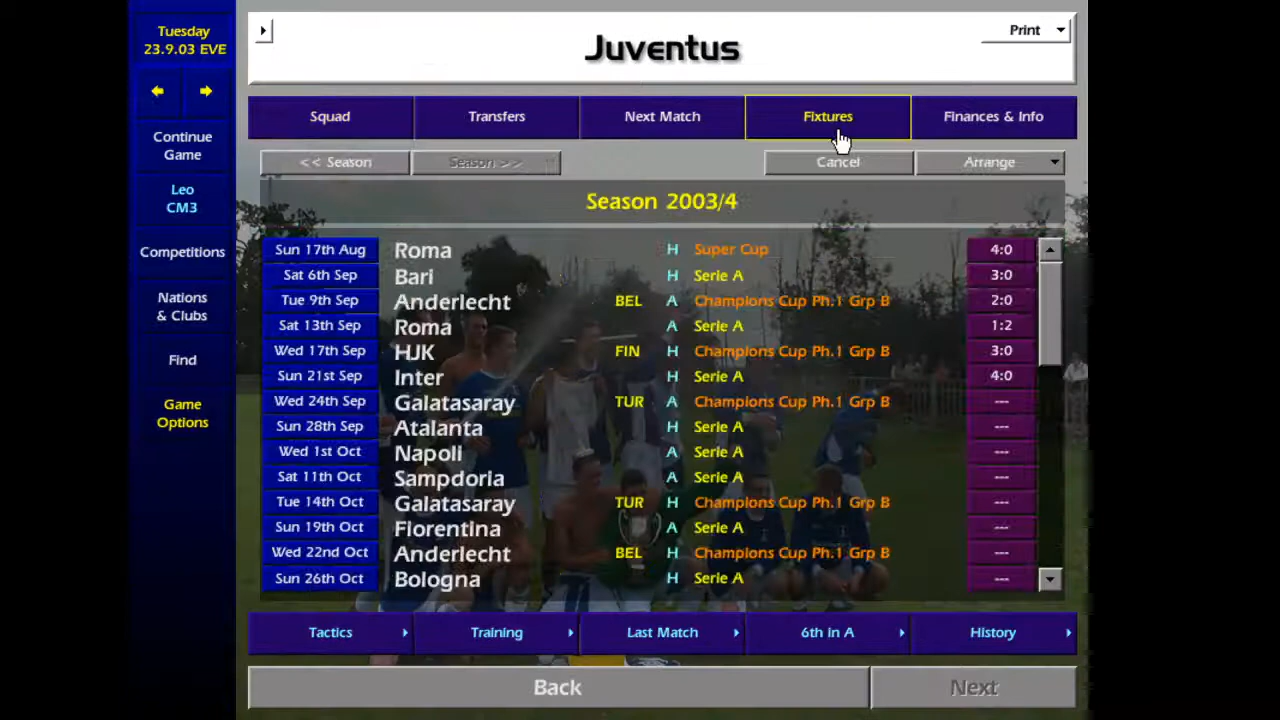 Tuesday
23.9.03 EVE
Continue
Game
Leo
CM3
Competitions
Nations
& Clubs
Find
Game
Options
Juventus
Print
Squad Transfers Next Match Fixtures Finances & Info
<< Season Season >> Cancel Arrange
Season 2003/4
Sun 17th Aug Roma H Super Cup 4:0
Sat 6th Sep Bari H Serie A 3:0
Tue 9th Sep Anderlecht BEL A Champions Cup Ph.1 Grp B 2:0
Sat 13th Sep Roma A Serie A 1:2
Wed 17th Sep HJK FIN H Champions Cup Ph.1 Grp B 3:0
Sun 21st Sep Inter H Serie A 4:0
Wed 24th Sep Galatasaray TUR A Champions Cup Ph.1 Grp B ---
Sun 28th Sep Atalanta H Serie A ---
Wed 1st Oct Napoli A Serie A ---
Sat 11th Oct Sampdoria A Serie A ---
Tue 14th Oct Galatasaray TUR H Champions Cup Ph.1 Grp B ---
Sun 19th Oct Fiorentina A Serie A ---
Wed 22nd Oct Anderlecht BEL H Champions Cup Ph.1 Grp B ---
Sun 26th Oct Bologna H Serie A ---
Tactics Training Last Match 6th In A History
Back Next